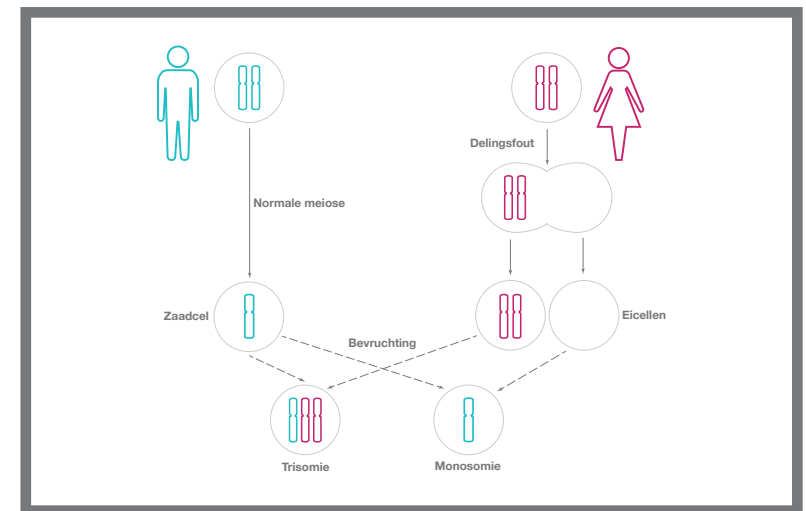 Delingsfout
Normale meiose
Zaadcel
Eicellen
Bevruchting
Trisomie
Monosomie